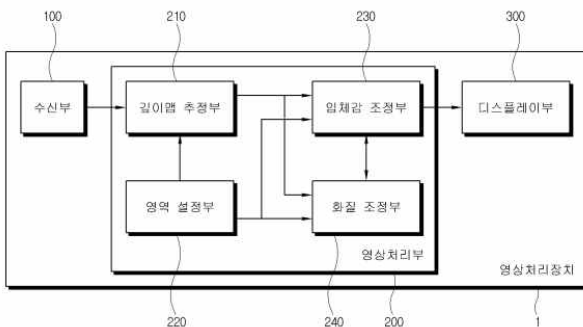 100
210
230
300
수신부
깊이맵 추정부
입체감 조정부
디스플레이부
영역 설정부
화질 조정부
영상처리부
영상처리장치
220
240
200
1